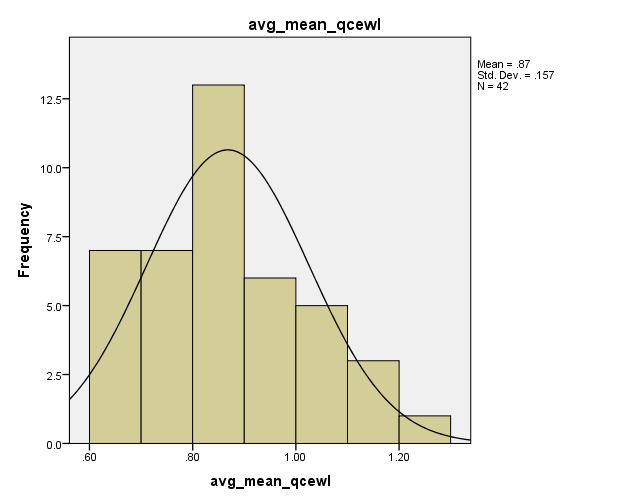 avg_mean_qcewl
Mean = .87
Std. Dev. = .157
N = 42
Frequency
12.5
10.0
7.5
5.0
2.5
0.0
.60 .80 1.00 1.20
avg_mean_qcewl